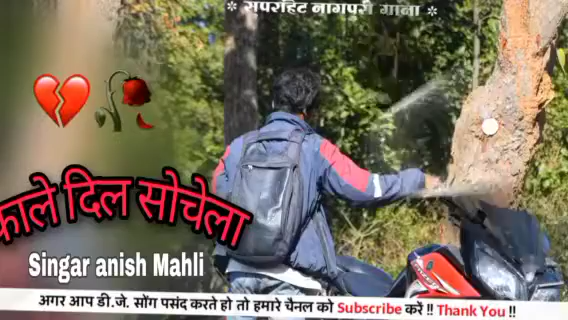 * सुपरहिट नागपुरी गाना *
काले दिल सोचेला
Singar anish Mahli
अगर आप डी.जे. सोंग पसंद करते हो तो हमारे चैनल को Subscribe करें !! Thank You !!